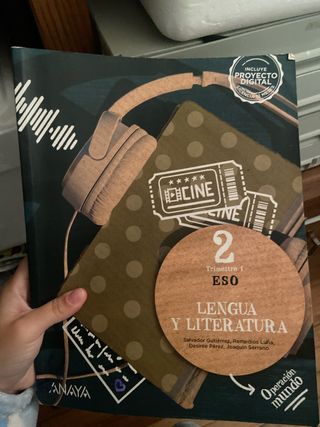 INCLUYE
PROYECTO
DIGITAL
CINE
2
Trimestre 1
ESO
LENGUA
Y LITERATURA
Salvador Gutiérrez, Remedios Luna,
Desirée Pérez, Joaquín Serrano
Operación
mundo
ANAYA